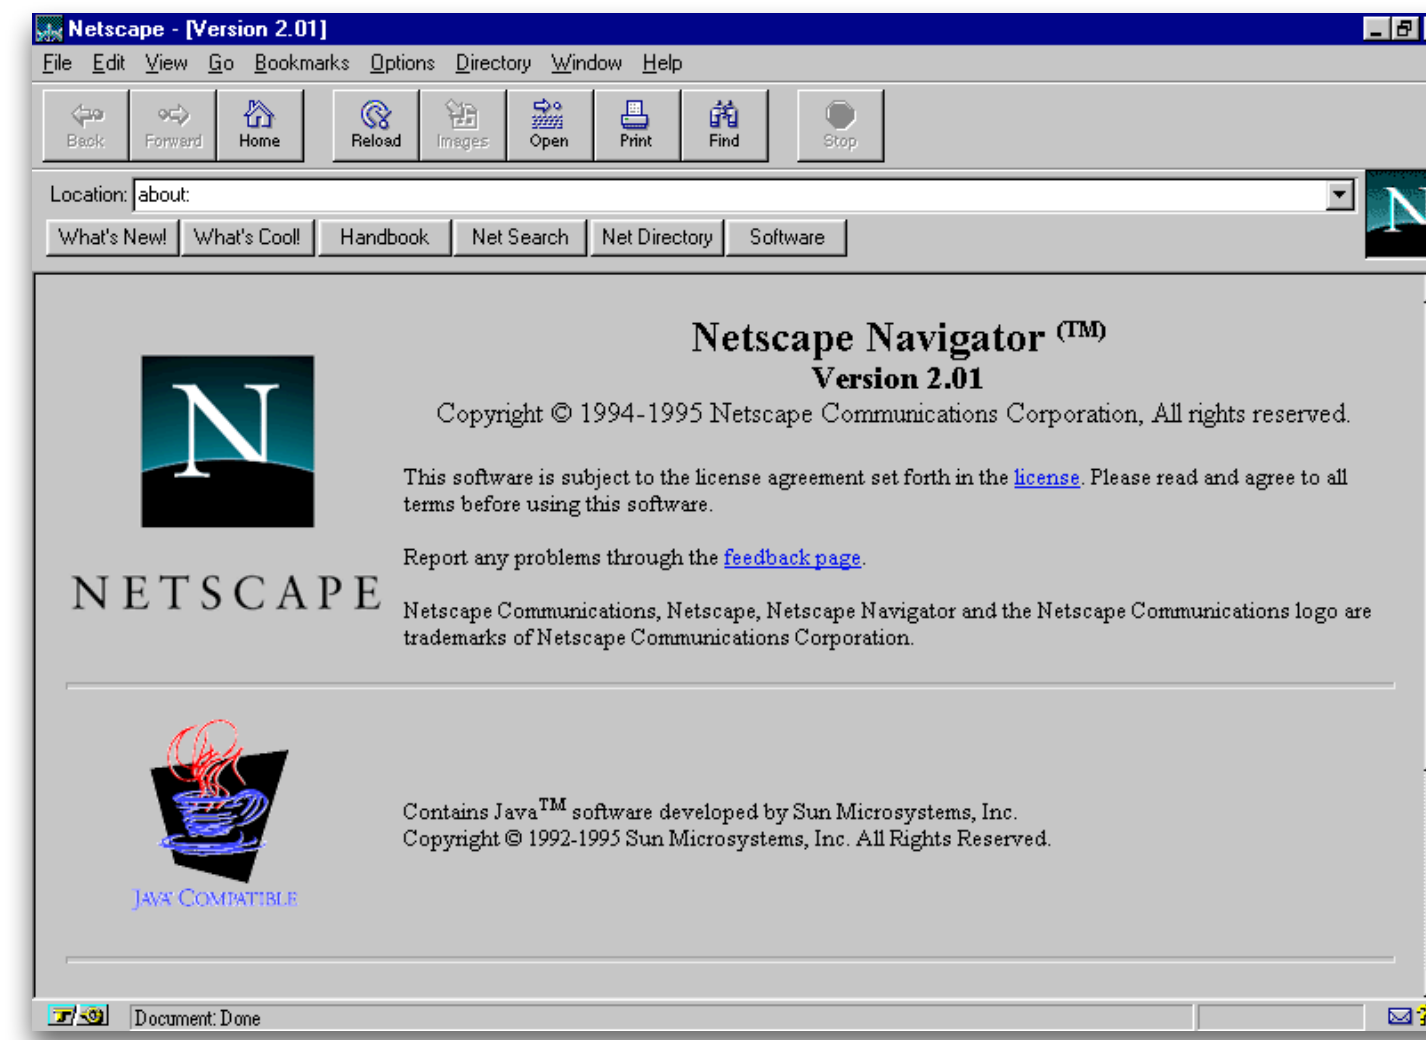 Netscape - [Version 2.01]
File Edit View Go Bookmarks Options Directory Window Help
Back Forward Home Reload Images Open Print Find Stop
Location: about:
What's New! What's Cool! Handbook Net Search Net Directory Software
N
N
Netscape Navigator (TM)
Version 2.01
Copyright © 1994-1995 Netscape Communications Corporation, All rights reserved.
This software is subject to the license agreement set forth in the license. Please read and agree to all
terms before using this software.
Report any problems through the feedback page.
NETSCAPE
Netscape Communications, Netscape, Netscape Navigator and the Netscape Communications logo are
trademarks of Netscape Communications Corporation.
Contains Java™ software developed by Sun Microsystems, Inc.
Copyright © 1992-1995 Sun Microsystems, Inc. All Rights Reserved.
JAVA COMPATIBLE
Document: Done
?